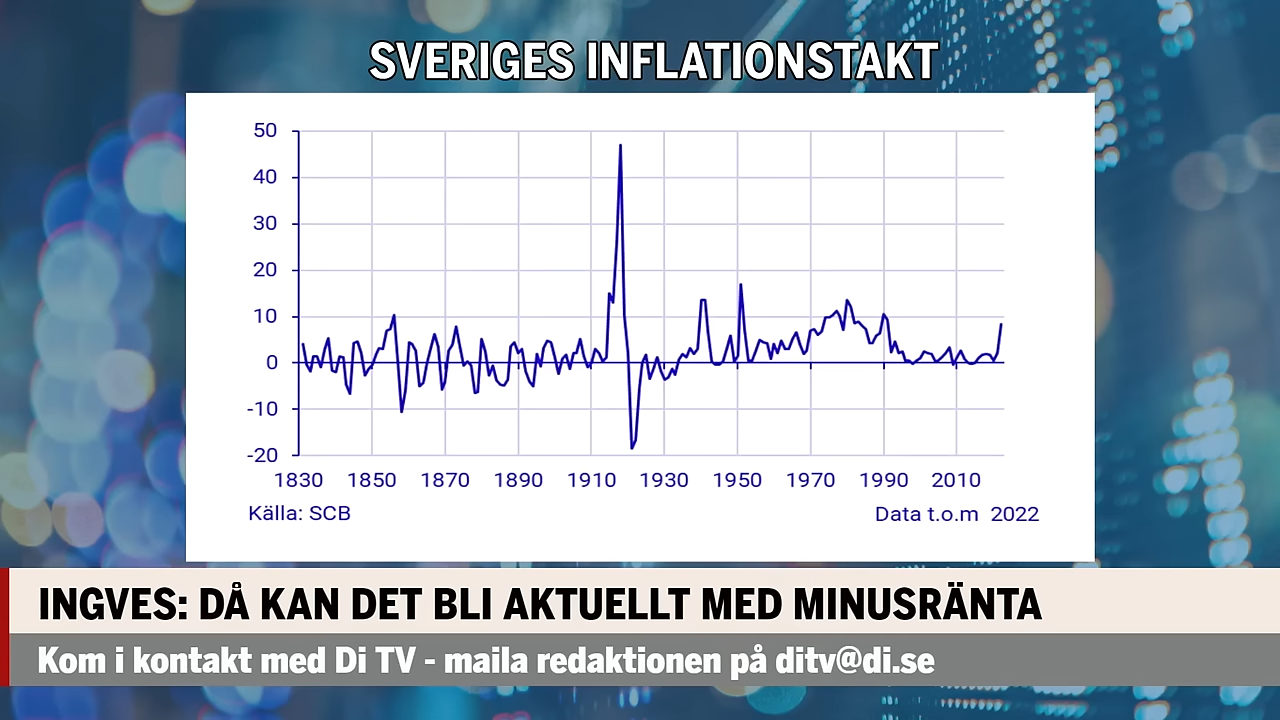 SVERIGES INFLATIONSTAKT
50
40
30
20
10
0
-10
-20
1830 1850 1870 1890 1910 1930 1950 1970 1990 2010
Källa: SCB
Data t.o.m 2022
INGVES: DÅ KAN DET BLI AKTUELLT MED MINUSRÄNTA
Kom i kontakt med Di TV - maila redaktionen på ditv@di.se